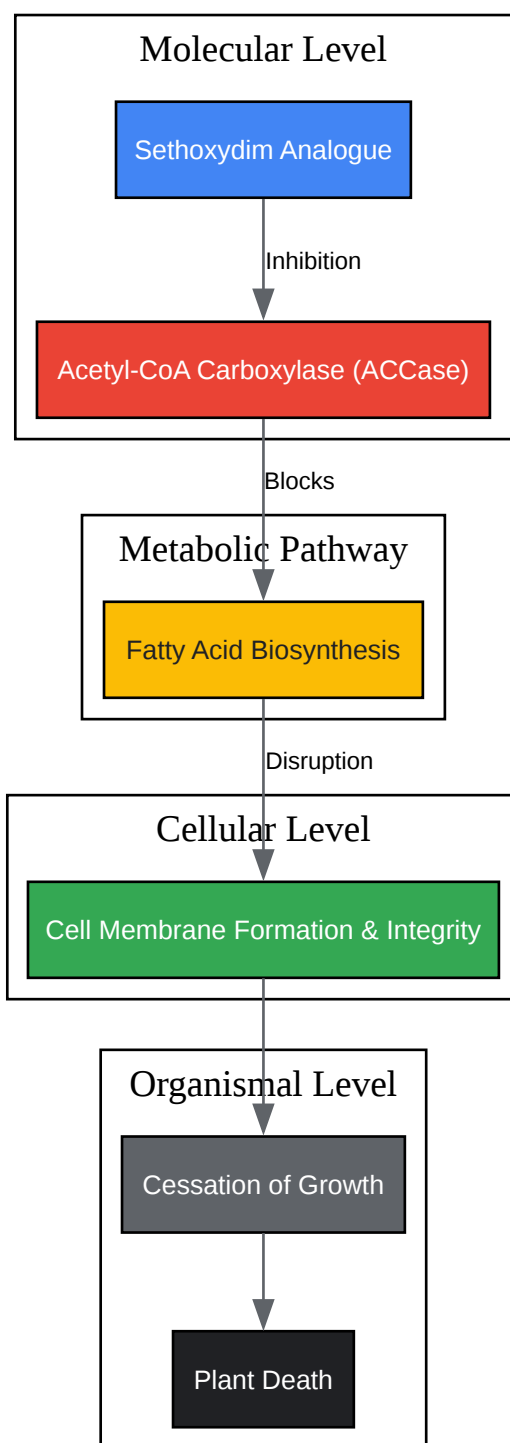 Molecular Level
Sethoxydim Analogue
Inhibition
Acetyl-CoA Carboxylase (ACCase)
Blocks
Metabolic Pathway
Fatty Acid Biosynthesis
Disruption
Cellular Level
Cell Membrane Formation & Integrity
Organismal Level
Cessation of Growth
Plant Death